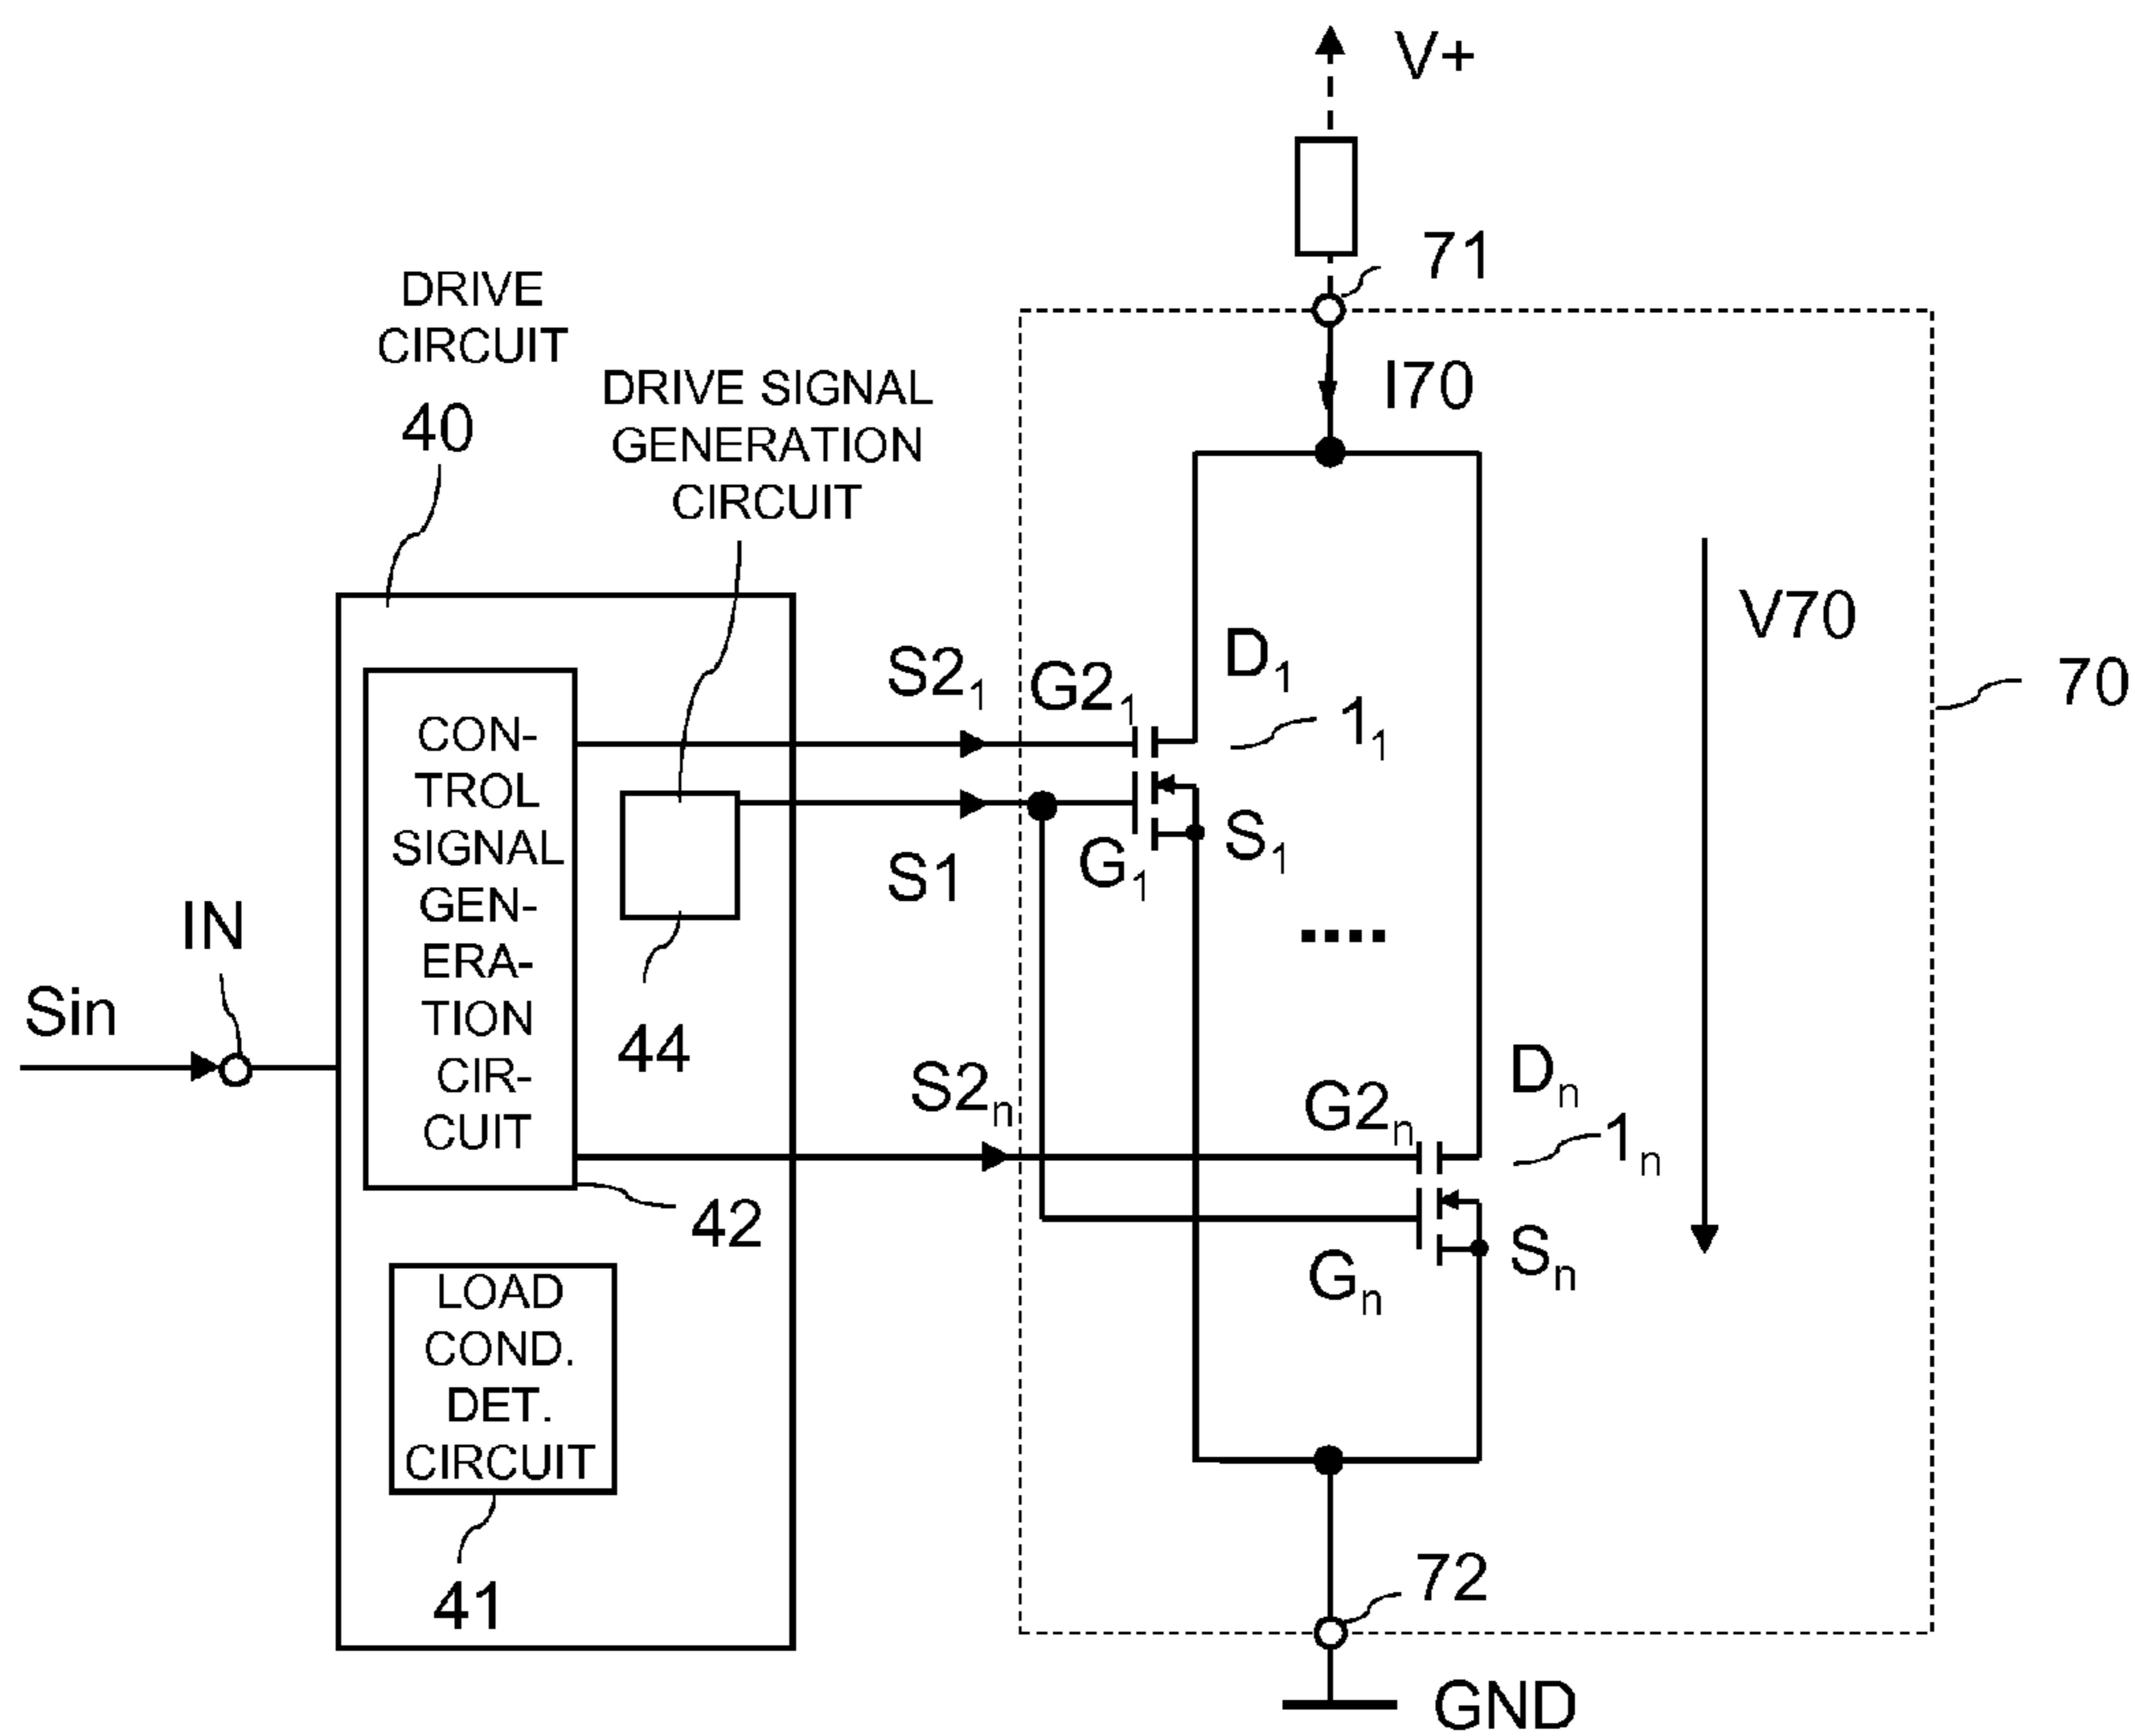 V+
71
DRIVE
CIRCUIT
40
DRIVE SIGNAL
GENERATION
CIRCUIT
I70
V70
70
S2₁
G2₁
D₁
1₁
CON-
TROL
SIGNAL
GEN-
ERA-
TION
CIR-
CUIT
S1
G₁
S₁
IN
Sin
44
....
S2ₙ
G2ₙ
Dₙ
1ₙ
42
Gₙ
Sₙ
LOAD
COND.
DET.
CIRCUIT
41
72
GND